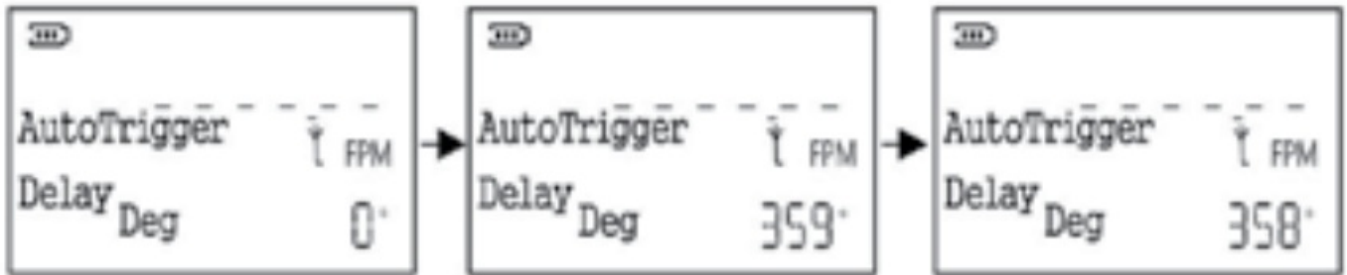 AutoTrigger FPM
Delay Deg 0°
AutoTrigger FPM
Delay Deg 359°
AutoTrigger FPM
Delay Deg 358°